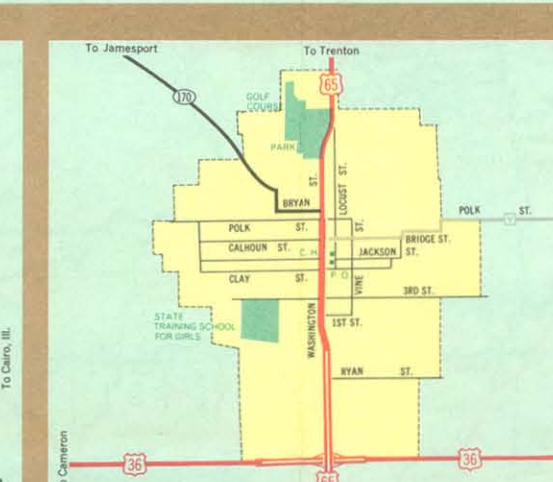 To Jamesport
To Trenton
65
170
GOLF
COURSE
PARK
ST.
LOCUST ST.
BRYAN
POLK ST.
POLK ST.
V
ST.
BRIDGE ST.
CALHOUN ST.
C.H.
JACKSON ST.
P.O.
CLAY ST.
VINE
3RD ST.
STATE
TRAINING SCHOOL
FOR GIRLS
WASHINGTON
1ST ST.
RYAN ST.
To Cairo, Ill.
Cameron
36
36
65